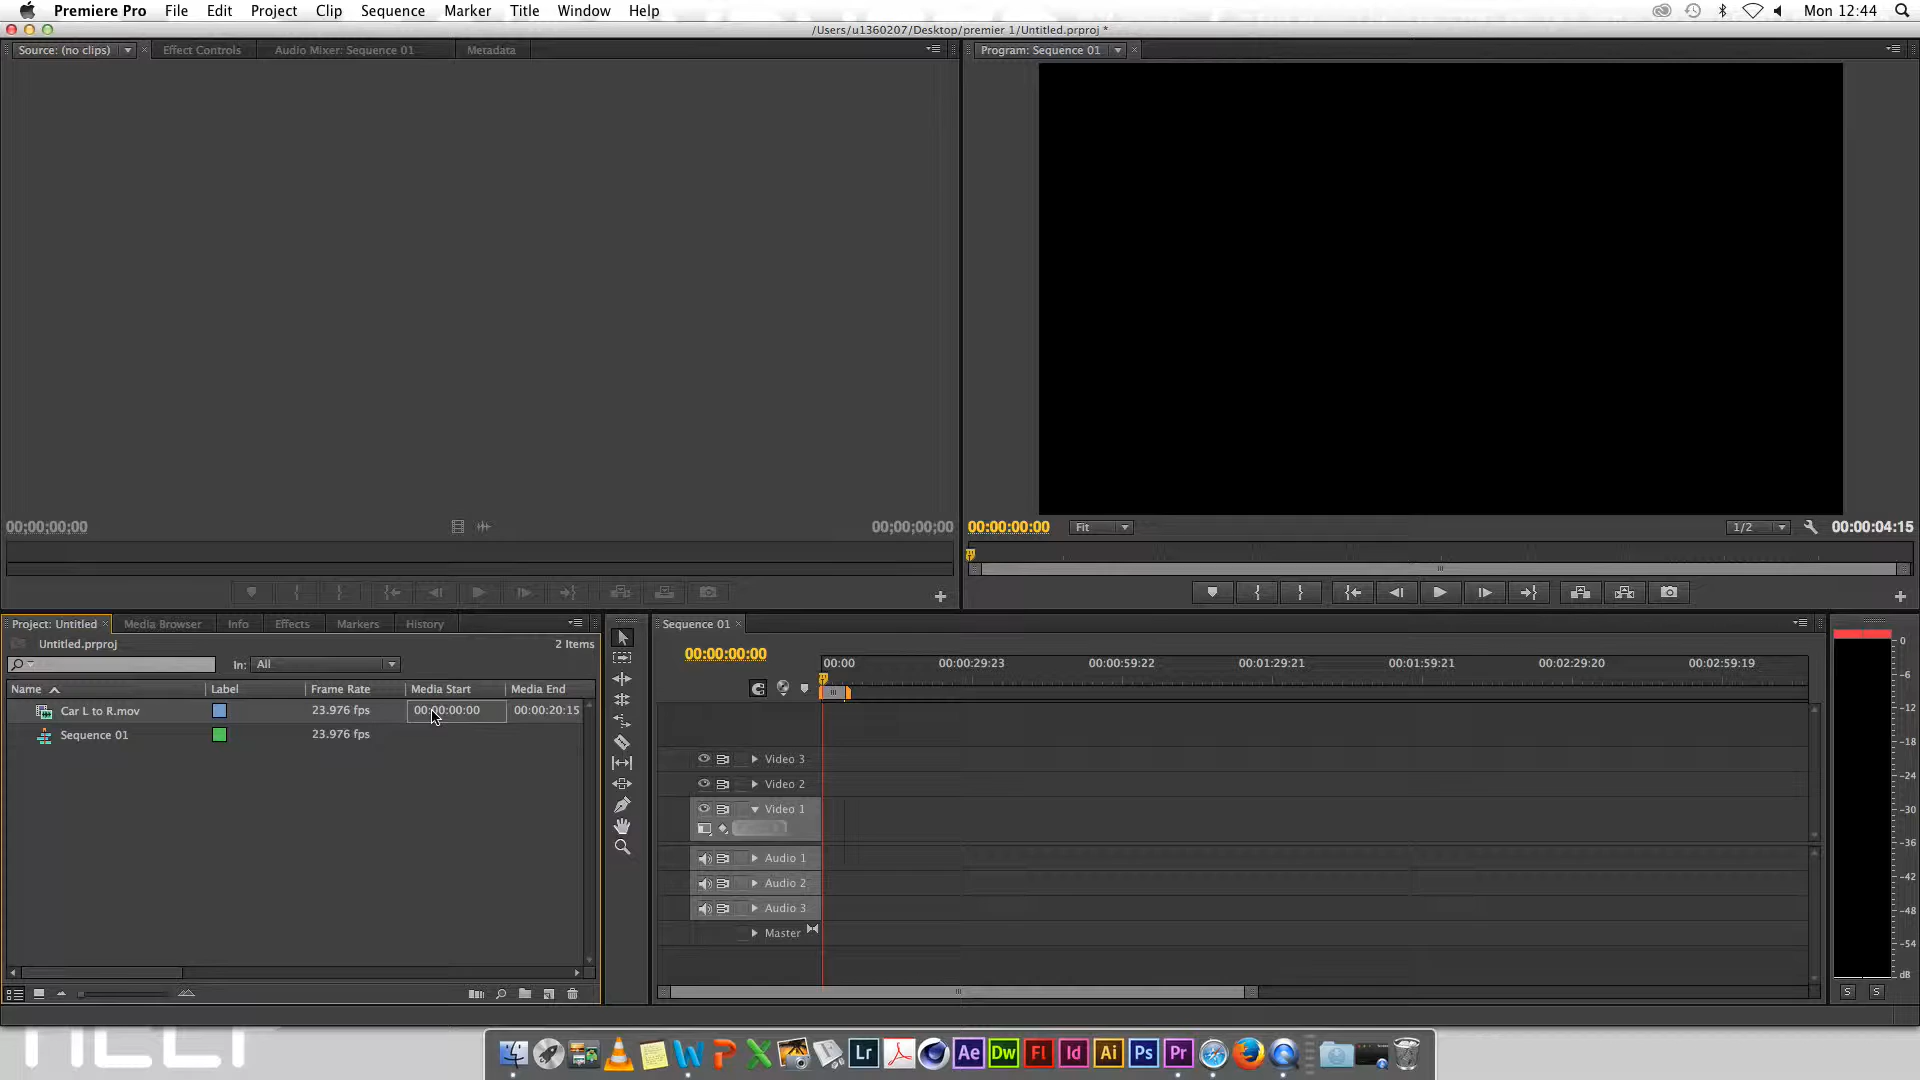 Premiere Pro File Edit Project Clip Sequence Marker Title Window Help Mon 12:44
/Users/u1360207/Desktop/premier 1/Untitled.prproj *
Source: (no clips) Effect Controls Audio Mixer: Sequence 01 Metadata
Program: Sequence 01
00;00;00;00 00;00;00;00
00:00:00:00 Fit 1/2 00:00:04:15
Project: Untitled Media Browser Info Effects Markers History
Untitled.prproj 2 Items
In: All
Name Label Frame Rate Media Start Media End
Car L to R.mov 23.976 fps 00:00:00:00 00:00:20:15
Sequence 01 23.976 fps
Sequence 01
00:00:00:00
00:00 00:00:29:23 00:00:59:22 00:01:29:21 00:01:59:21 00:02:29:20 00:02:59:19
Video 3
Video 2
Video 1
Audio 1
Audio 2
Audio 3
Master
0
-6
-12
-18
-24
-30
-36
-42
-48
-54
dB
S S
HELP
W P X Lr Ae Dw Fl Id Ai Ps Pr